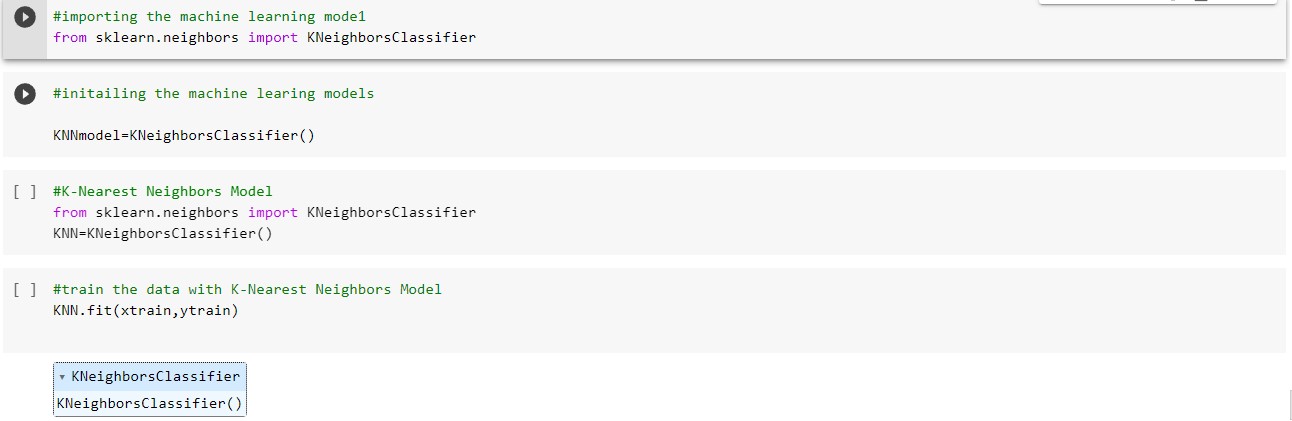 #importing the machine learning mode1
from sklearn.neighbors import KNeighborsClassifier
#initailing the machine learing models
KNNmodel=KNeighborsClassifier()
[ ] #K-Nearest Neighbors Model
from sklearn.neighbors import KNeighborsClassifier
KNN=KNeighborsClassifier()
[ ] #train the data with K-Nearest Neighbors Model
KNN.fit(xtrain,ytrain)
▾ KNeighborsClassifier
KNeighborsClassifier()